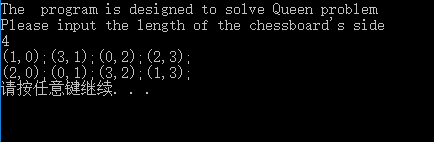 The  program is designed to solve Queen problem
Please input the length of the chessboard's side
4
(1,0);(3,1);(0,2);(2,3);
(2,0);(0,1);(3,2);(1,3);
请按任意键继续. . .